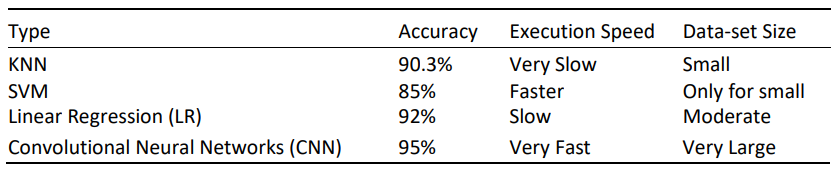 Type Accuracy Execution Speed Data-set Size
KNN 90.3% Very Slow Small
SVM 85% Faster Only for small
Linear Regression (LR) 92% Slow Moderate
Convolutional Neural Networks (CNN) 95% Very Fast Very Large